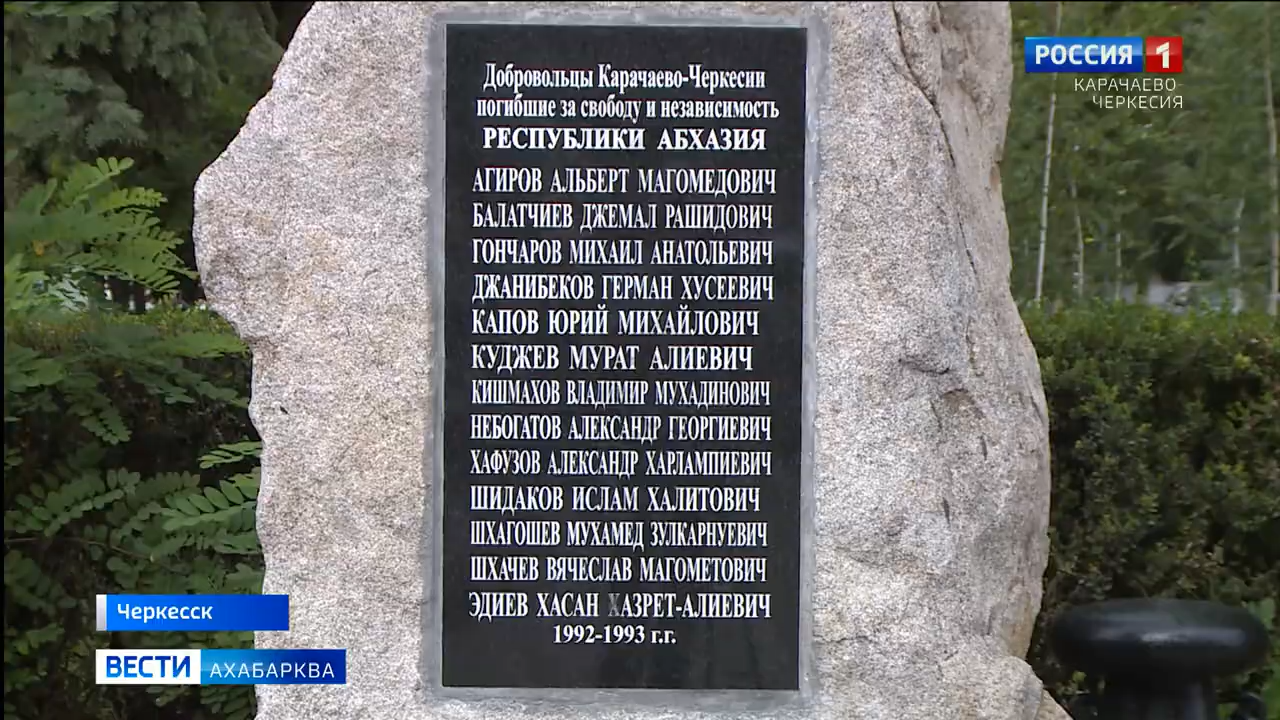 Добровольцы Карачаево-Черкесии
погибшие за свободу и независимость
РЕСПУБЛИКИ АБХАЗИЯ
АГИРОВ АЛЬБЕРТ МАГОМЕДОВИЧ
БАЛАТЧИЕВ ДЖЕМАЛ РАШИДОВИЧ
ГОНЧАРОВ МИХАИЛ АНАТОЛЬЕВИЧ
ДЖАНИБЕКОВ ГЕРМАН ХУСЕЕВИЧ
КАПОВ ЮРИЙ МИХАЙЛОВИЧ
КУДЖЕВ МУРАТ АЛИЕВИЧ
КИШМАХОВ ВЛАДИМИР МУХАДИНОВИЧ
НЕБОГАТОВ АЛЕКСАНДР ГЕОРГИЕВИЧ
ХАФУЗОВ АЛЕКСАНДР ХАРЛАМПИЕВИЧ
ШИДАКОВ ИСЛАМ ХАЛИТОВИЧ
ШХАГОШЕВ МУХАМЕД ЗУЛКАРНУЕВИЧ
ШХАЧЕВ ВЯЧЕСЛАВ МАГОМЕТОВИЧ
ЭДИЕВ ХАСАН ХАЗРЕТ-АЛИЕВИЧ
1992-1993 г.г.
РОССИЯ 1
КАРАЧАЕВО-
ЧЕРКЕСИЯ
Черкесск
ВЕСТИ АХАБАРКВА